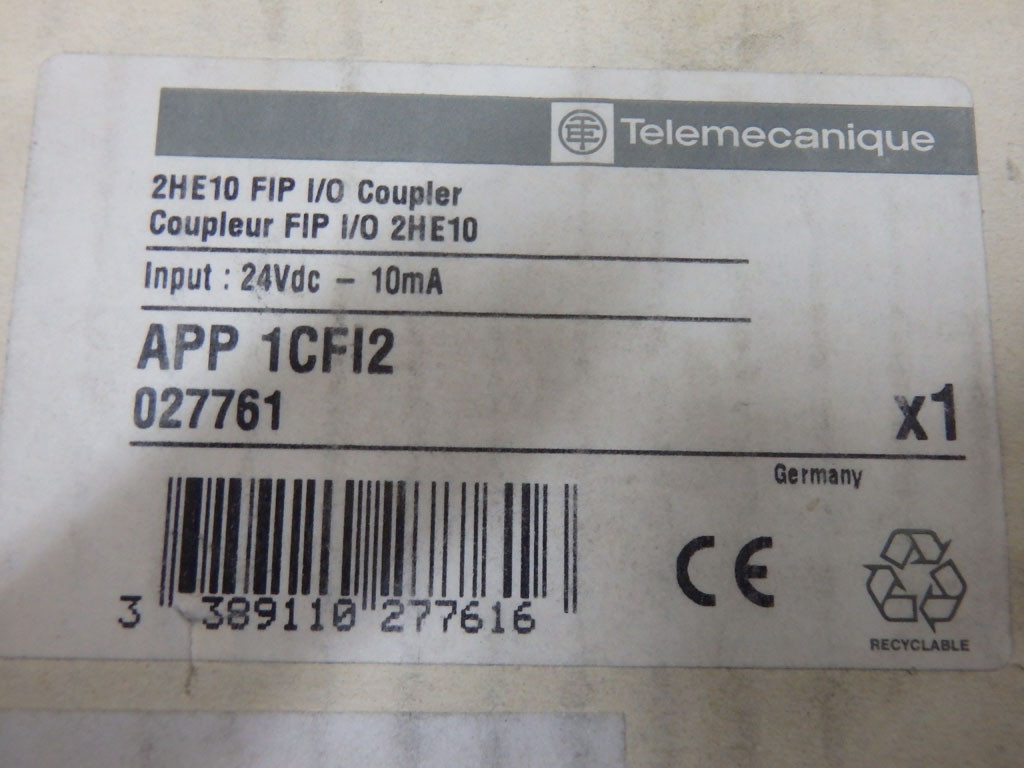 Telemecanique
2HE10 FIP I/O Coupler
Coupleur FIP I/O 2HE10
Input : 24Vdc – 10mA
APP 1CFI2
027761
x1
Germany
3 389110 277616
CE
RECYCLABLE